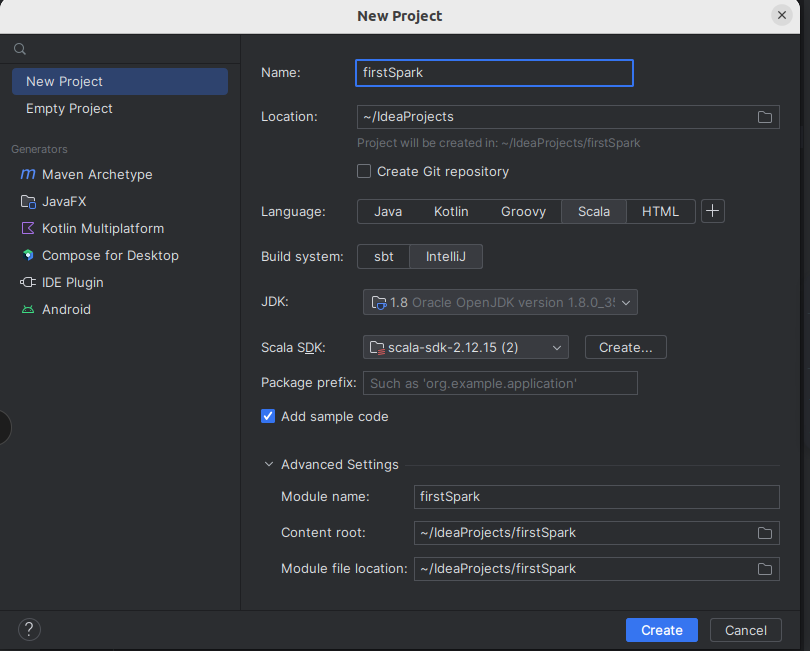 New Project
New Project
Empty Project
Generators
Maven Archetype
JavaFX
Kotlin Multiplatform
Compose for Desktop
IDE Plugin
Android
Name: firstSpark
Location: ~/IdeaProjects
Project will be created in: ~/IdeaProjects/firstSpark
Create Git repository
Language: Java Kotlin Groovy Scala HTML +
Build system: sbt IntelliJ
JDK: 1.8 Oracle OpenJDK version 1.8.0_35
Scala SDK: scala-sdk-2.12.15 (2) Create...
Package prefix: Such as 'org.example.application'
Add sample code
Advanced Settings
Module name: firstSpark
Content root: ~/IdeaProjects/firstSpark
Module file location: ~/IdeaProjects/firstSpark
? Create Cancel